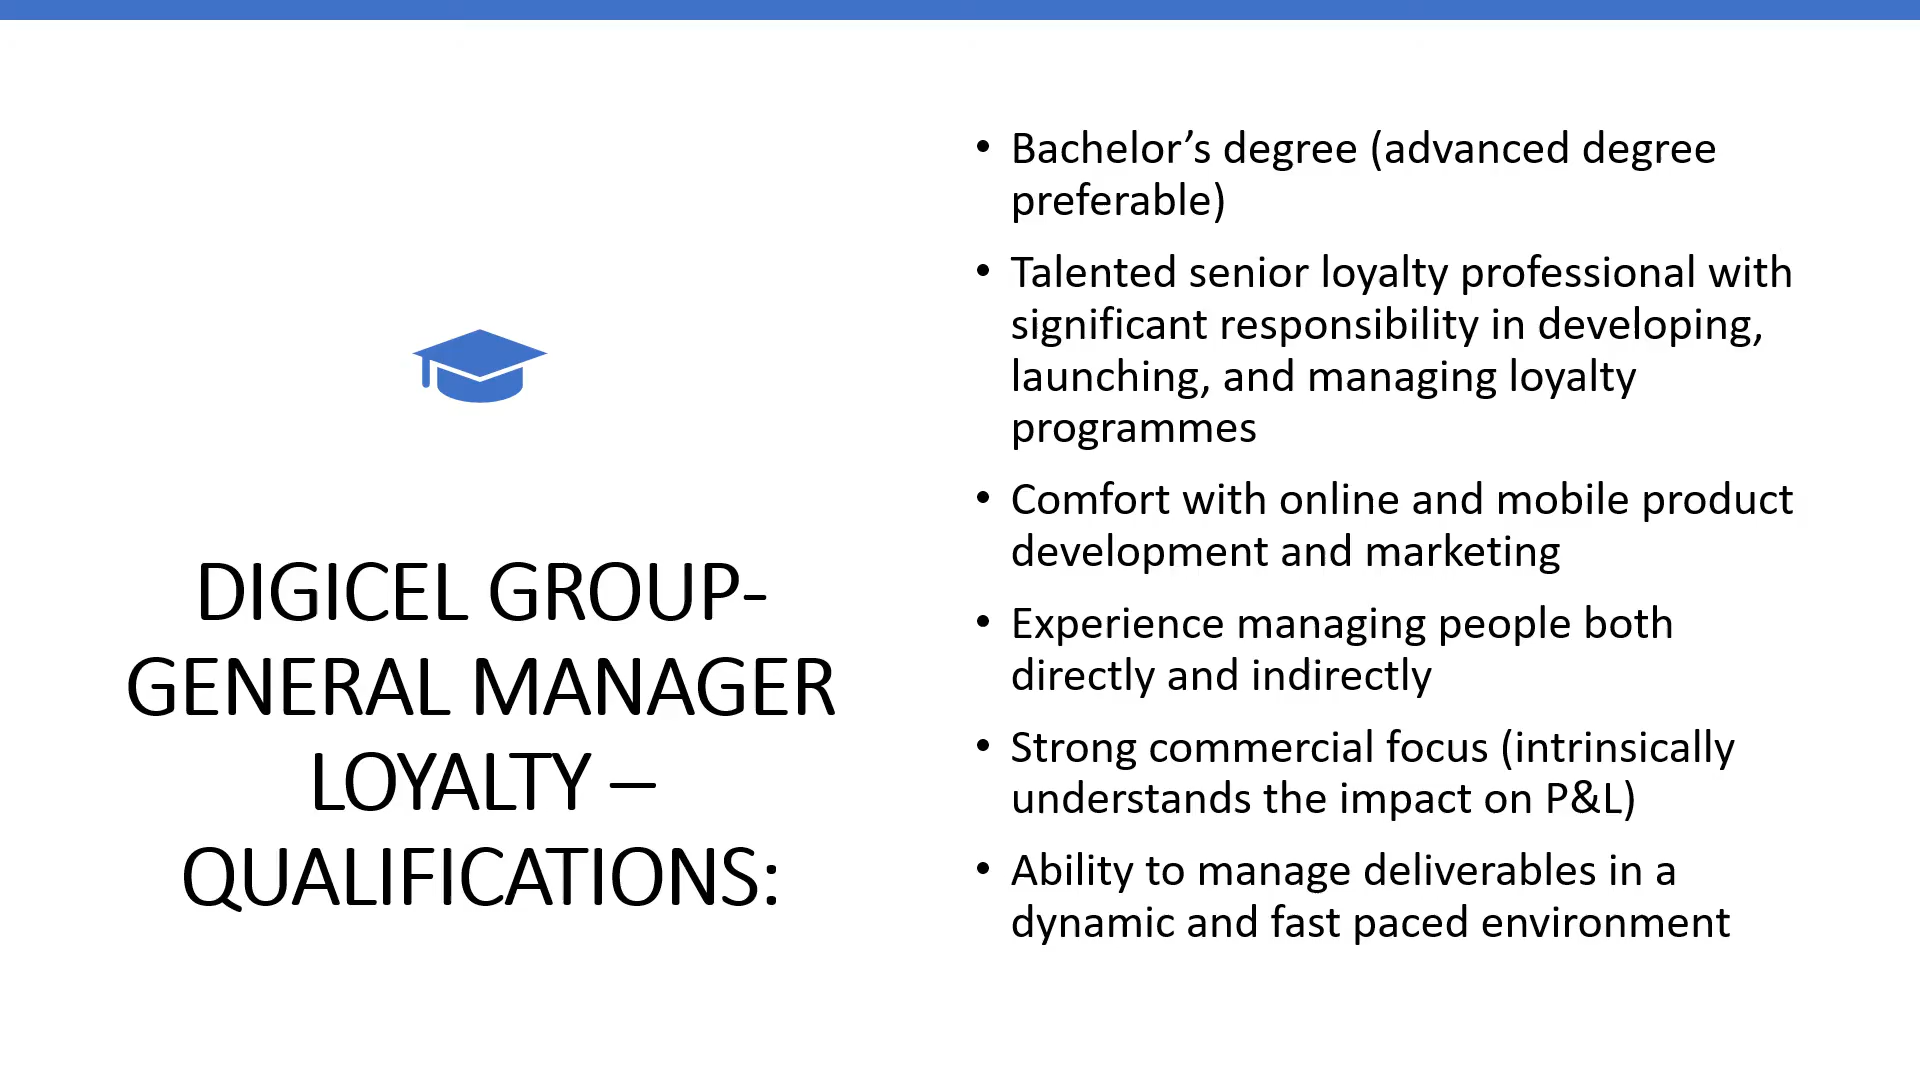 DIGICEL GROUP-
GENERAL MANAGER
LOYALTY –
QUALIFICATIONS:
• Bachelor’s degree (advanced degree
preferable)
• Talented senior loyalty professional with
significant responsibility in developing,
launching, and managing loyalty
programmes
• Comfort with online and mobile product
development and marketing
• Experience managing people both
directly and indirectly
• Strong commercial focus (intrinsically
understands the impact on P&L)
• Ability to manage deliverables in a
dynamic and fast paced environment